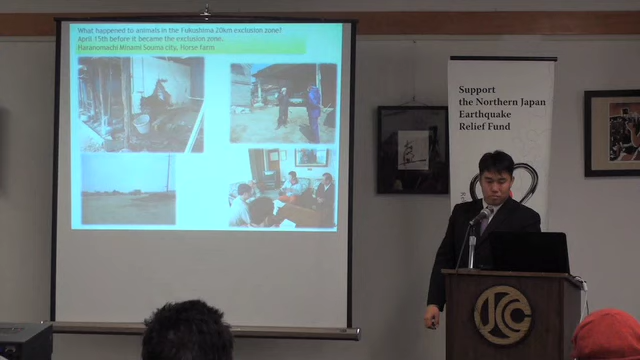 What happened to animals in the Fukushima 20km exclusion zone?
April 15th before it became the exclusion zone.
Haranomachi Minami Souma city, Horse farm
Support
the Northern Japan
Earthquake
Relief Fund
JCC